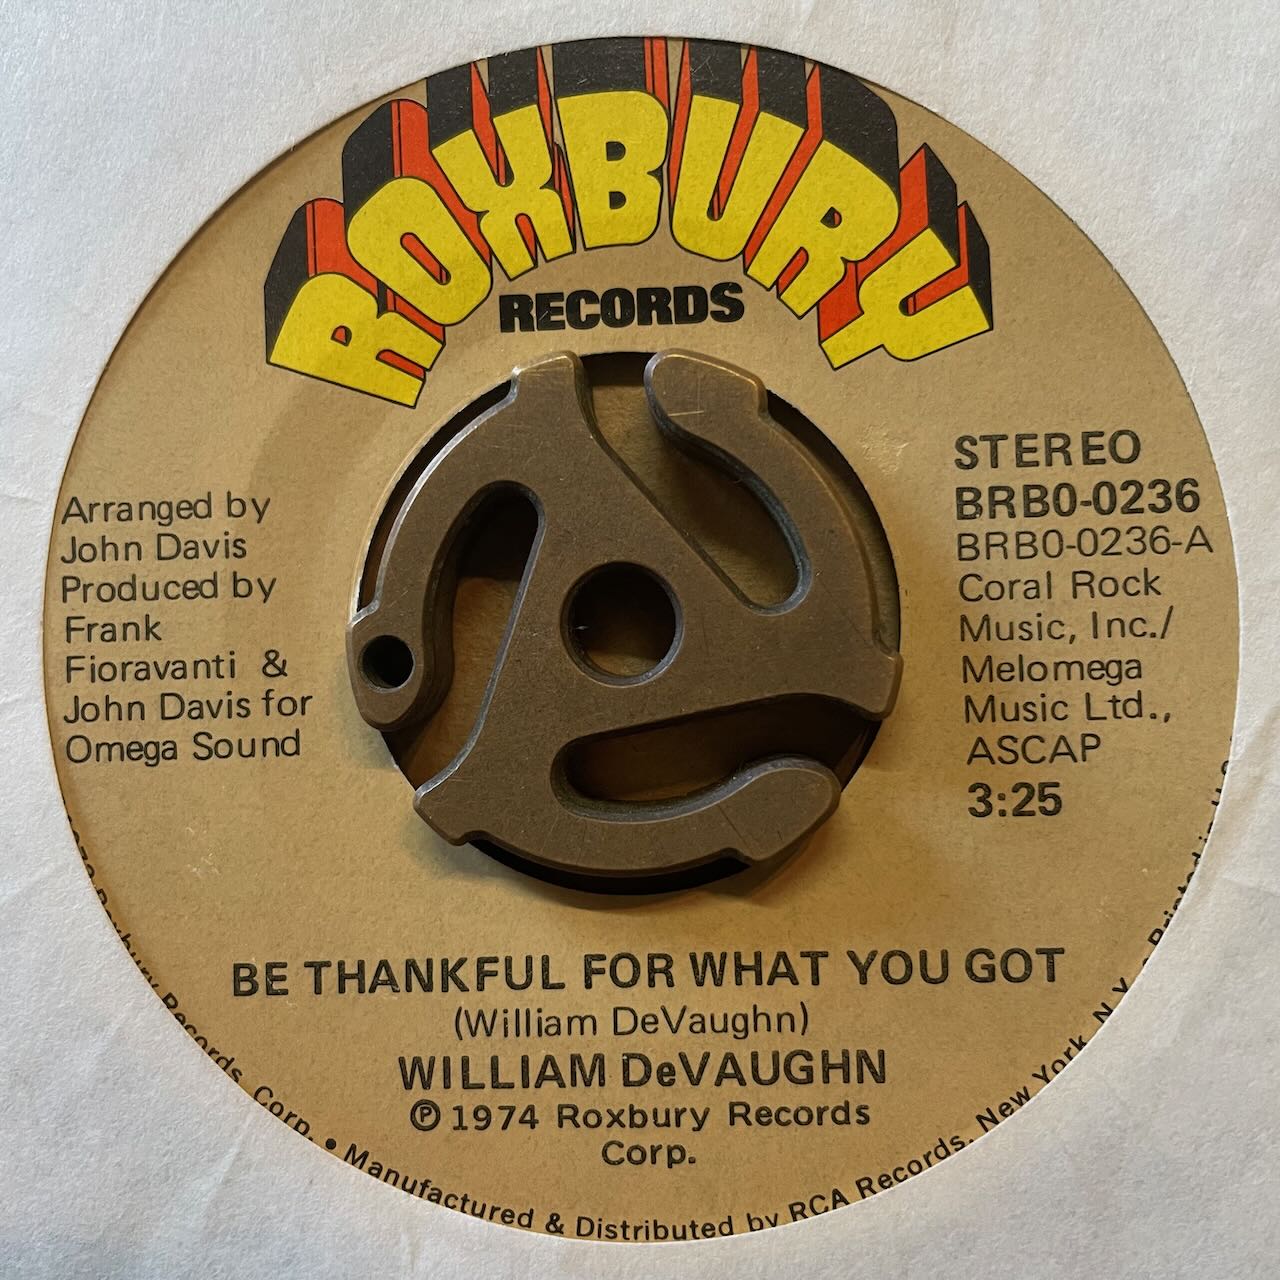 ROXBURY
RECORDS
Arranged by
John Davis
Produced by
Frank
Fioravanti &
John Davis for
Omega Sound
STEREO
BRBO-0236
BRBO-0236-A
Coral Rock
Music, Inc./
Melomega
Music Ltd.,
ASCAP
3:25
BE THANKFUL FOR WHAT YOU GOT
(William DeVaughn)
WILLIAM DeVAUGHN
℗ 1974 Roxbury Records
Corp.
Roxbury Records Corp. • Manufactured & Distributed by RCA Records, New York, N.Y. • Printed in